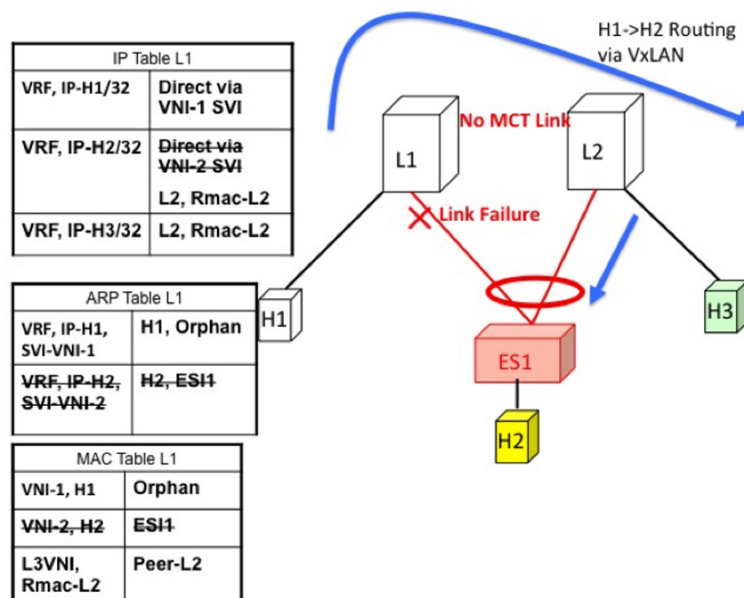 H1->H2 Routing
via VxLAN
IP Table L1
VRF, IP-H1/32
Direct via
VNI-1 SVI
VRF, IP-H2/32
Direct via
VNI-2 SVI
L2, Rmac-L2
VRF, IP-H3/32
L2, Rmac-L2
No MCT Link
L1
L2
Link Failure
ARP Table L1
VRF, IP-H1,
SVI-VNI-1
H1, Orphan
VRF, IP-H2,
SVI-VNI-2
H2, ESI1
H1
H3
ES1
H2
MAC Table L1
VNI-1, H1
Orphan
VNI-2, H2
ESI1
L3VNI,
Rmac-L2
Peer-L2